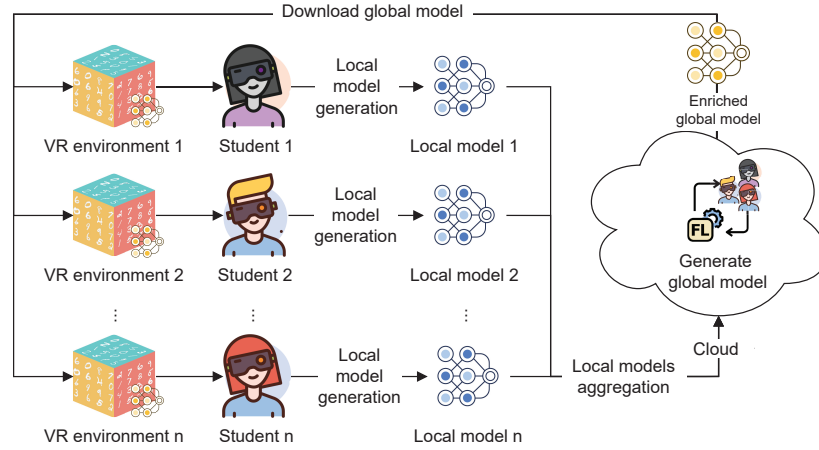 Download global model
VR environment 1
Student 1
Local
model
generation
Local model 1
Enriched
global model
VR environment 2
Student 2
Local
model
generation
Local model 2
FL
Generate
global model
Cloud
...
...
...
VR environment n
Student n
Local
model
generation
Local model n
Local models
aggregation